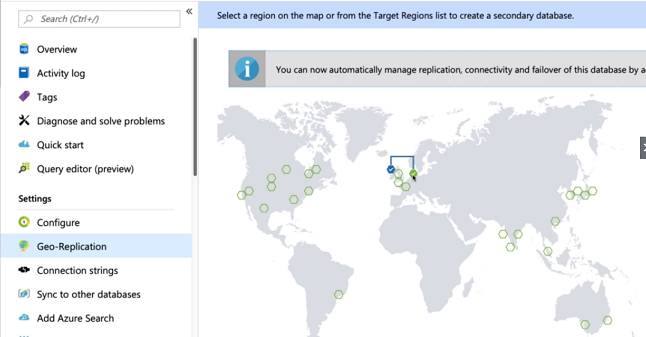 Search (Ctrl+/)
Overview
Activity log
Tags
Diagnose and solve problems
Quick start
Query editor (preview)
Settings
Configure
Geo-Replication
Connection strings
Sync to other databases
Add Azure Search
Select a region on the map or from the Target Regions list to create a secondary database.
You can now automatically manage replication, connectivity and failover of this database by a